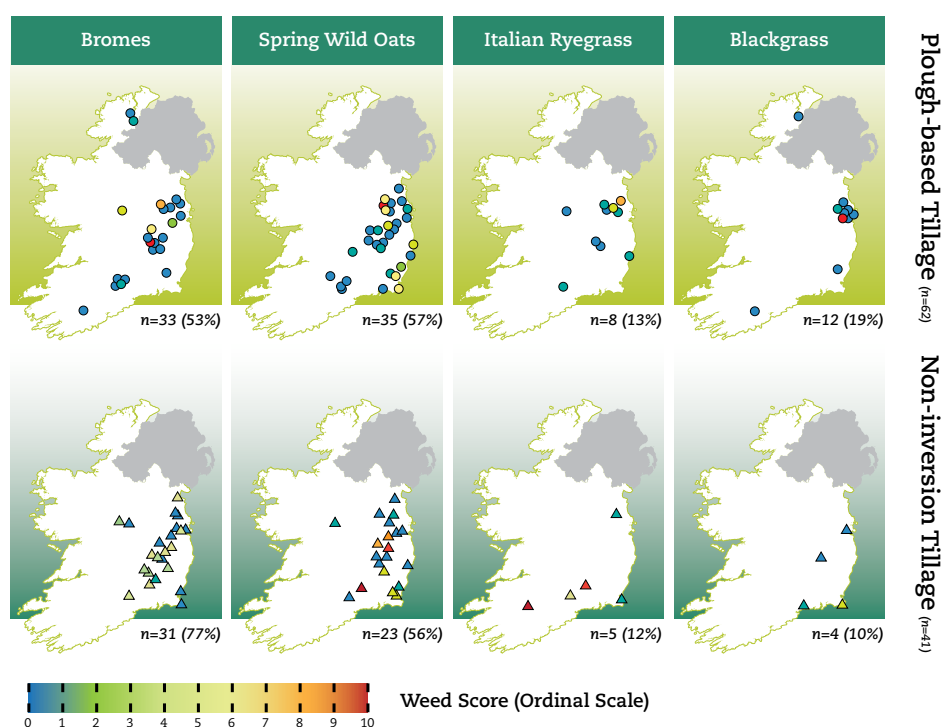 Bromes
Spring Wild Oats
Italian Ryegrass
Blackgrass
Plough-based Tillage (n=62)
n=33 (53%)
n=35 (57%)
n=8 (13%)
n=12 (19%)
Non-inversion Tillage (n=41)
n=31 (77%)
n=23 (56%)
n=5 (12%)
n=4 (10%)
0 1 2 3 4 5 6 7 8 9 10
Weed Score (Ordinal Scale)